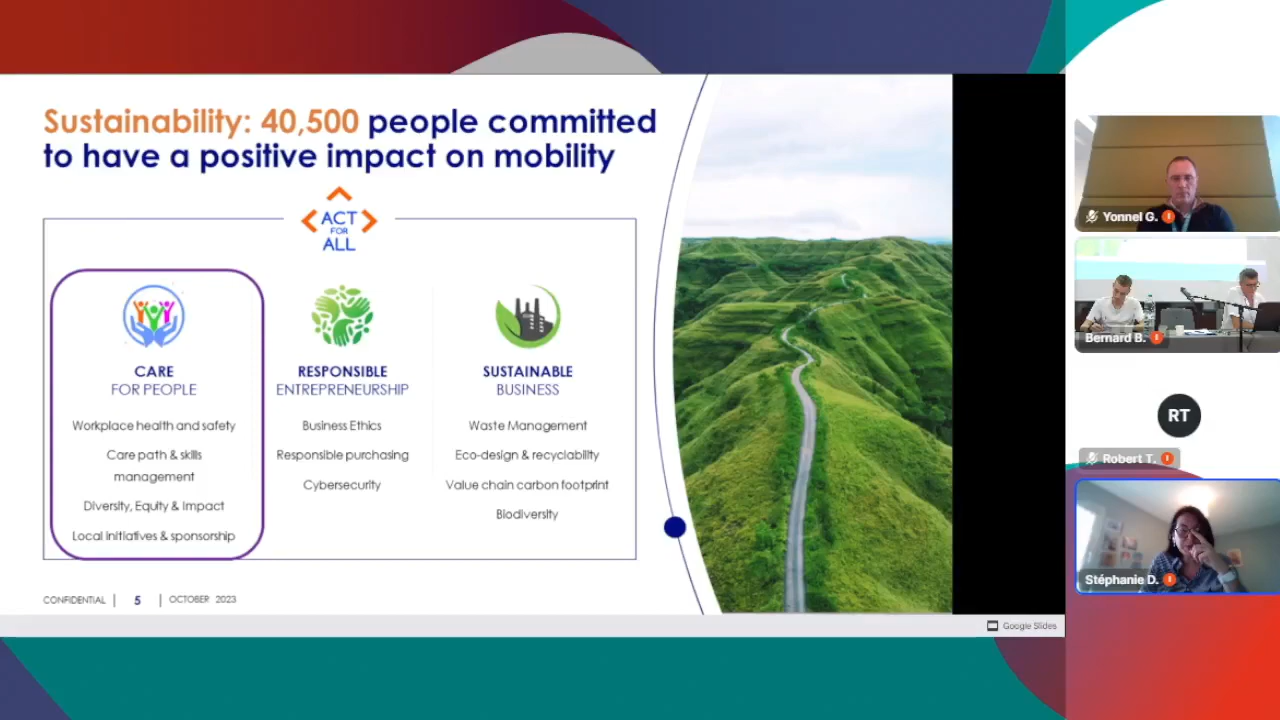 Sustainability: 40,500 people committed
to have a positive impact on mobility
ACT
FOR
ALL
CARE
FOR PEOPLE
Workplace health and safety
Care path & skills
management
Diversity, Equity & Impact
Local initiatives & sponsorship
RESPONSIBLE
ENTREPRENEURSHIP
Business Ethics
Responsible purchasing
Cybersecurity
SUSTAINABLE
BUSINESS
Waste Management
Eco-design & recyclability
Value chain carbon footprint
Biodiversity
CONFIDENTIAL | 5 | OCTOBER 2023
Google Slides
Yonnel G.
Bernard B.
RT
Robert T.
Stéphanie D.